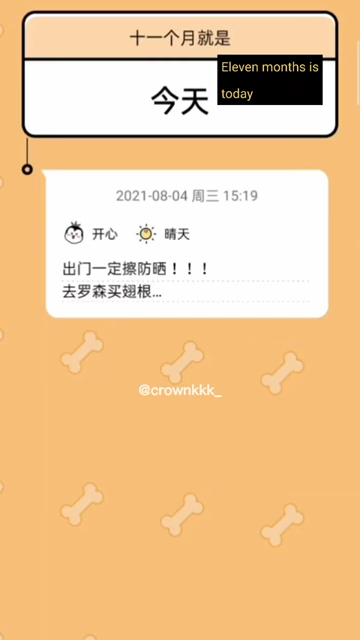 十一个月就是
Eleven months is
today
今天
2021-08-04 周三 15:19
开心 晴天
出门一定擦防晒！！！
去罗森买翅根...
@crownkkk_